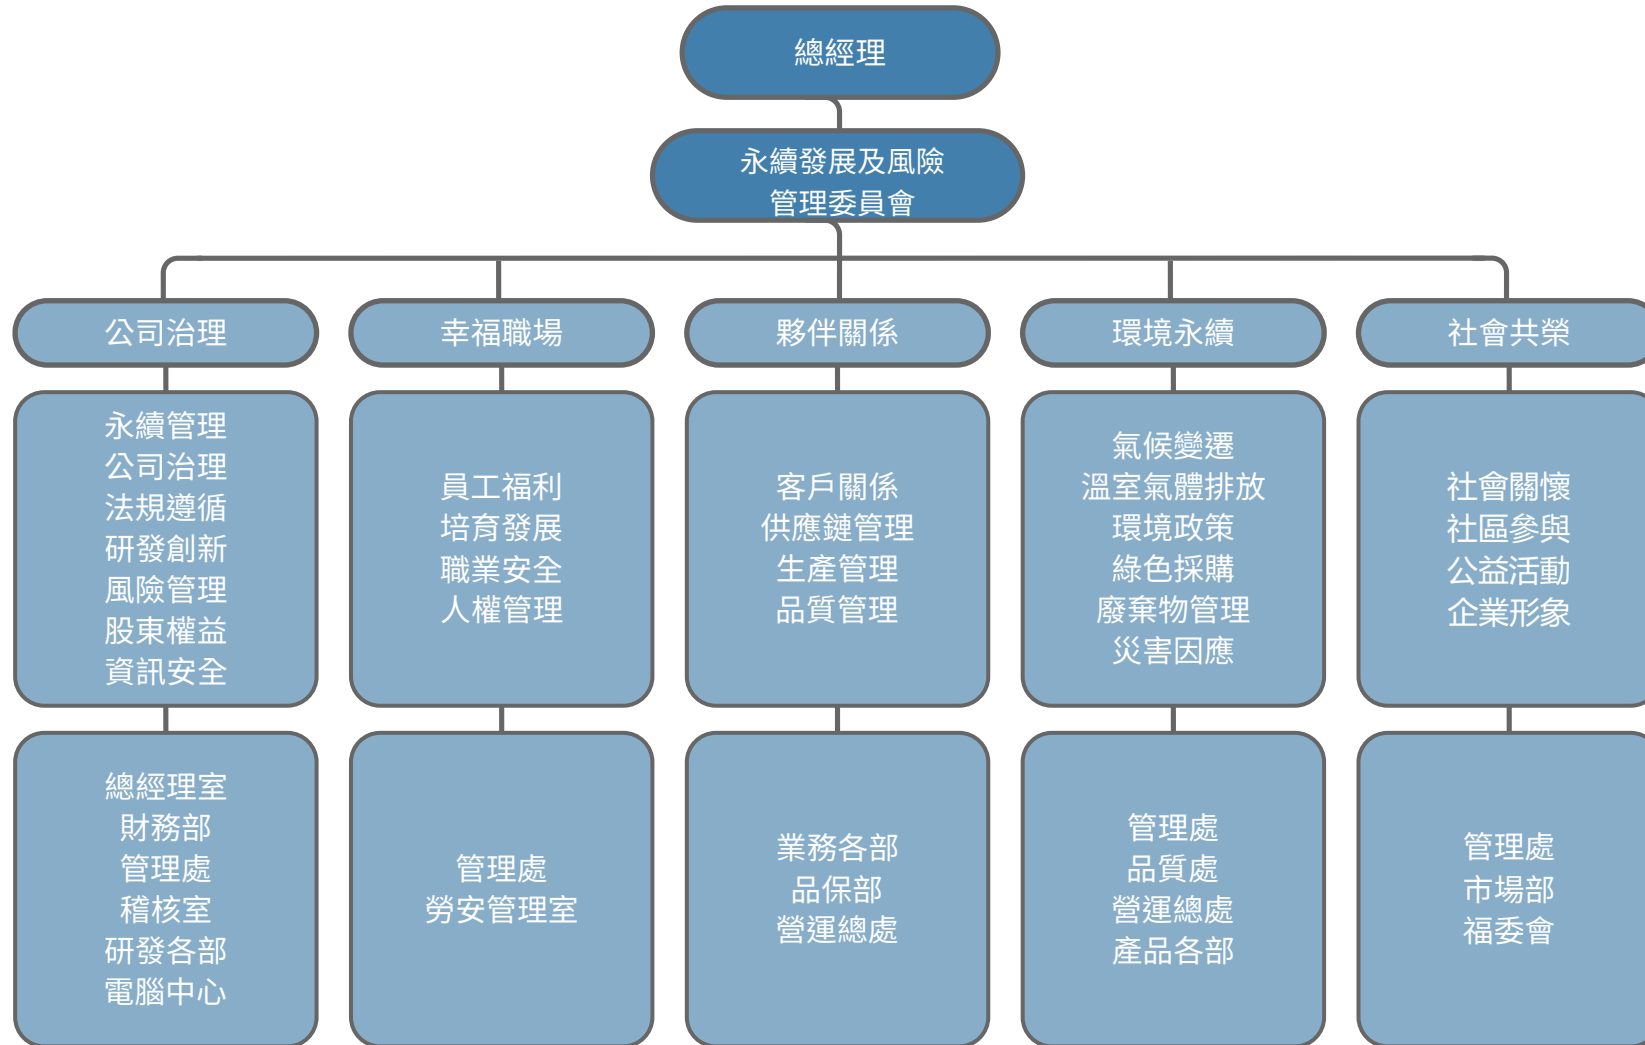 總經理
永續發展及風險
管理委員會
公司治理
幸福職場
夥伴關係
環境永續
社會共榮
永續管理
公司治理
法規遵循
研發創新
風險管理
股東權益
資訊安全
員工福利
培育發展
職業安全
人權管理
客戶關係
供應鏈管理
生產管理
品質管理
氣候變遷
溫室氣體排放
環境政策
綠色採購
廢棄物管理
災害因應
社會關懷
社區參與
公益活動
企業形象
總經理室
財務部
管理處
稽核室
研發各部
電腦中心
管理處
勞安管理室
業務各部
品保部
營運總處
管理處
品質處
營運總處
產品各部
管理處
市場部
福委會